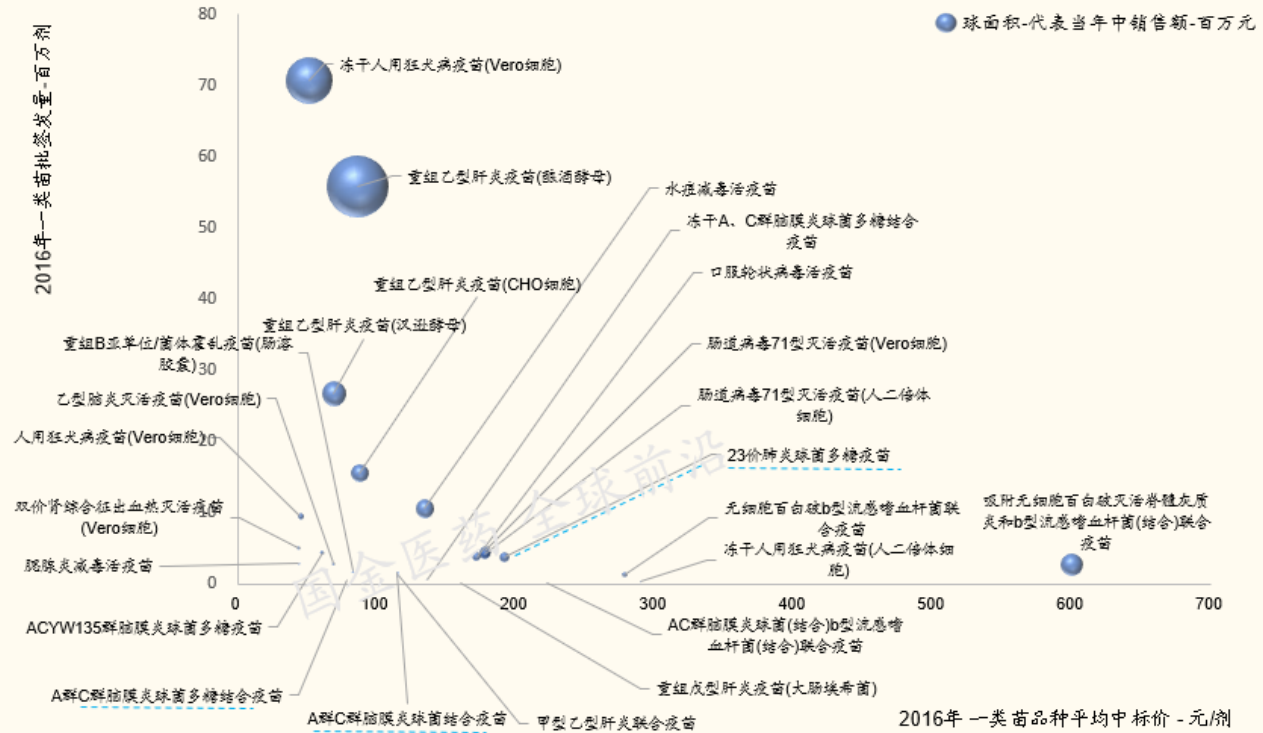 80
球面积-代表当年中销售额-百万元
2016年一类苗批签发量-百万剂
冻干人用狂犬病疫苗(Vero细胞)
70
60
重组乙型肝炎疫苗(酿酒酵母)
水痘减毒活疫苗
50
冻干A、C群脑膜炎球菌多糖结合
疫苗
口服轮状病毒活疫苗
重组乙型肝炎疫苗(CHO细胞)
40
重组乙型肝炎疫苗(汉逊酵母)
重组B亚单位/菌体霍乱疫苗(肠溶
胶囊)
肠道病毒71型灭活疫苗(Vero细胞)
30
乙型脑炎灭活疫苗(Vero细胞)
肠道病毒71型灭活疫苗(人二倍体
细胞)
人用狂犬病疫苗(Vero细胞)
20
23价肺炎球菌多糖疫苗
双价肾综合征出血热灭活疫苗
(Vero细胞)
10
无细胞百白破b型流感嗜血杆菌联
合疫苗
吸附无细胞百白破灭活脊髓灰质
炎和b型流感嗜血杆菌(结合)联合
疫苗
冻干人用狂犬病疫苗(人二倍体细
胞)
腮腺炎减毒活疫苗
国金医药 全球前沿
0
0 100 200 300 400 500 600 700
ACYW135群脑膜炎球菌多糖疫苗
AC群脑膜炎球菌(结合)b型流感嗜
血杆菌(结合)联合疫苗
A群C群脑膜炎球菌多糖结合疫苗
重组戊型肝炎疫苗(大肠埃希菌)
A群C群脑膜炎球菌结合疫苗
甲型乙型肝炎联合疫苗
2016年 一类苗品种平均中标价 - 元/剂